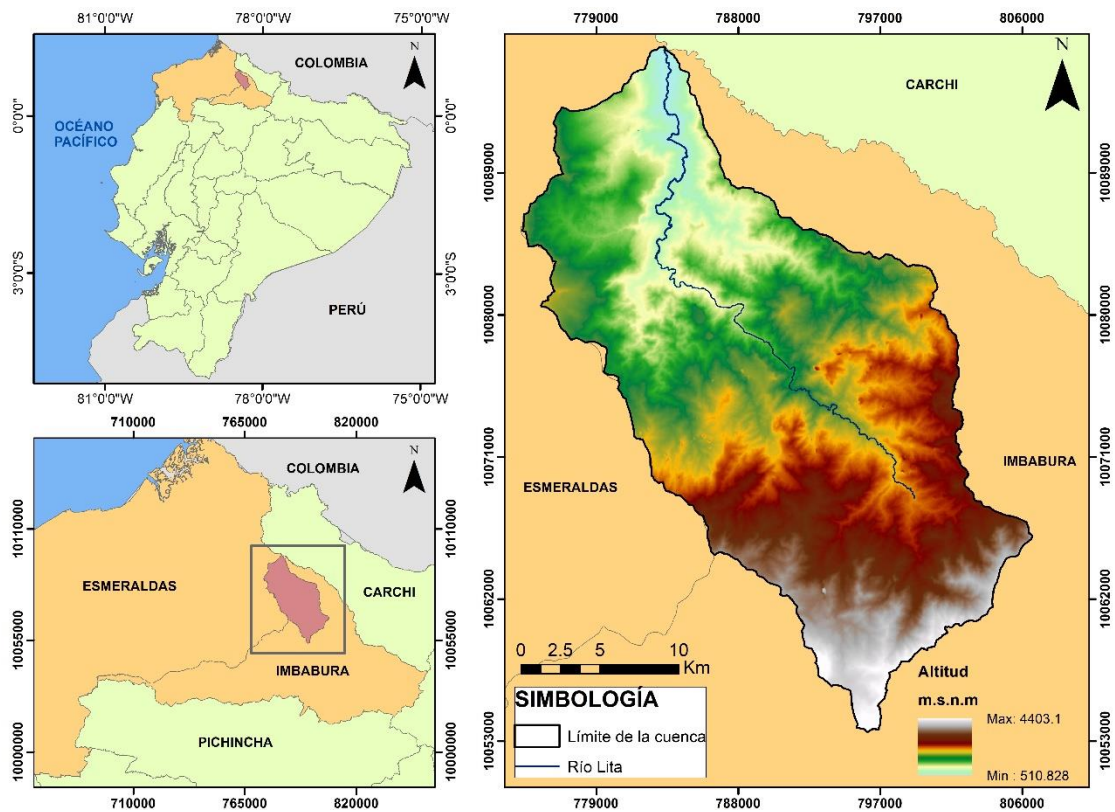 81°0'0"W
78°0'0"W
75°0'0"W
COLOMBIA
N
OCÉANO
PACÍFICO
0°0'0"
0°0'0"
3°0'0"S
3°0'0"S
PERÚ
81°0'0"W
78°0'0"W
75°0'0"W
710000
765000
820000
COLOMBIA
N
10110000
10110000
ESMERALDAS
CARCHI
10055000
10055000
IMBABURA
PICHINCHA
10000000
10000000
710000
765000
820000
779000
788000
797000
806000
N
CARCHI
10089000
10089000
10080000
10080000
10071000
10071000
IMBABURA
ESMERALDAS
10062000
10062000
0 2.5 5 10
Km
SIMBOLOGÍA
Límite de la cuenca
Río Lita
Altitud
m.s.n.m
Max: 4403.1
Min : 510.828
10053000
10053000
779000
788000
797000
806000